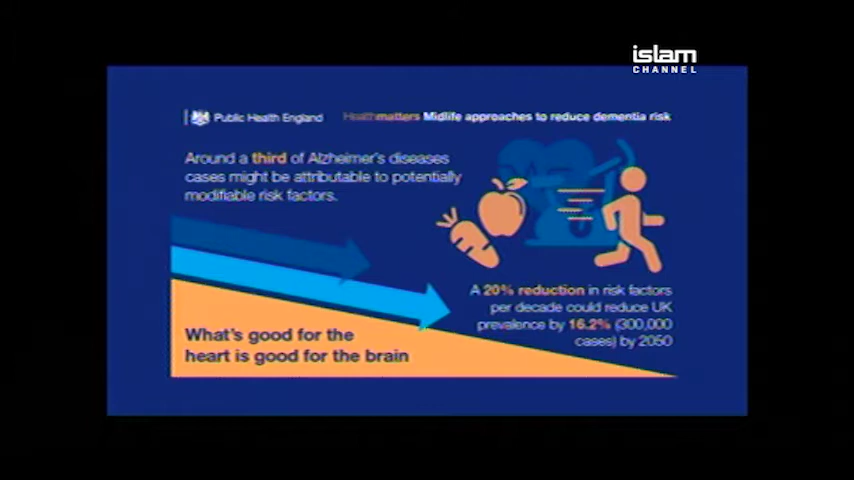 islam
CHANNEL
Public Health England
Healthmatters Midlife approaches to reduce dementia risk
Around a third of Alzheimer's diseases
cases might be attributable to potentially
modifiable risk factors.
A 20% reduction in risk factors
per decade could reduce UK
prevalence by 16.2% (300,000
cases) by 2050
What's good for the
heart is good for the brain